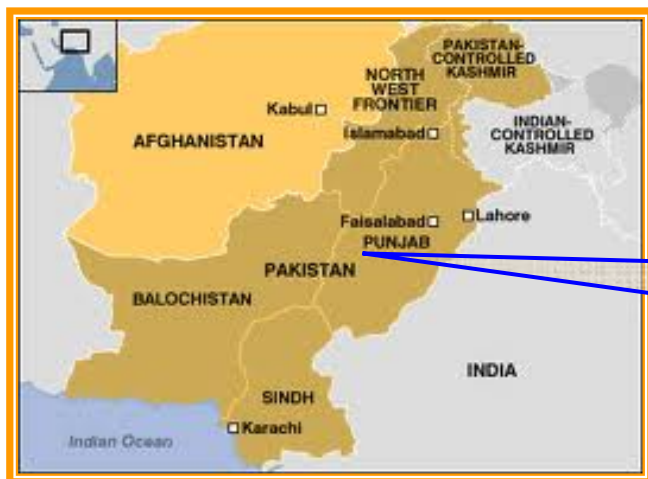 PAKISTAN-
CONTROLLED
KASHMIR
NORTH
WEST
FRONTIER
Kabul
Islamabad
INDIAN-
CONTROLLED
KASHMIR
AFGHANISTAN
Faisalabad
Lahore
PUNJAB
PAKISTAN
BALOCHISTAN
INDIA
SINDH
Karachi
Indian Ocean